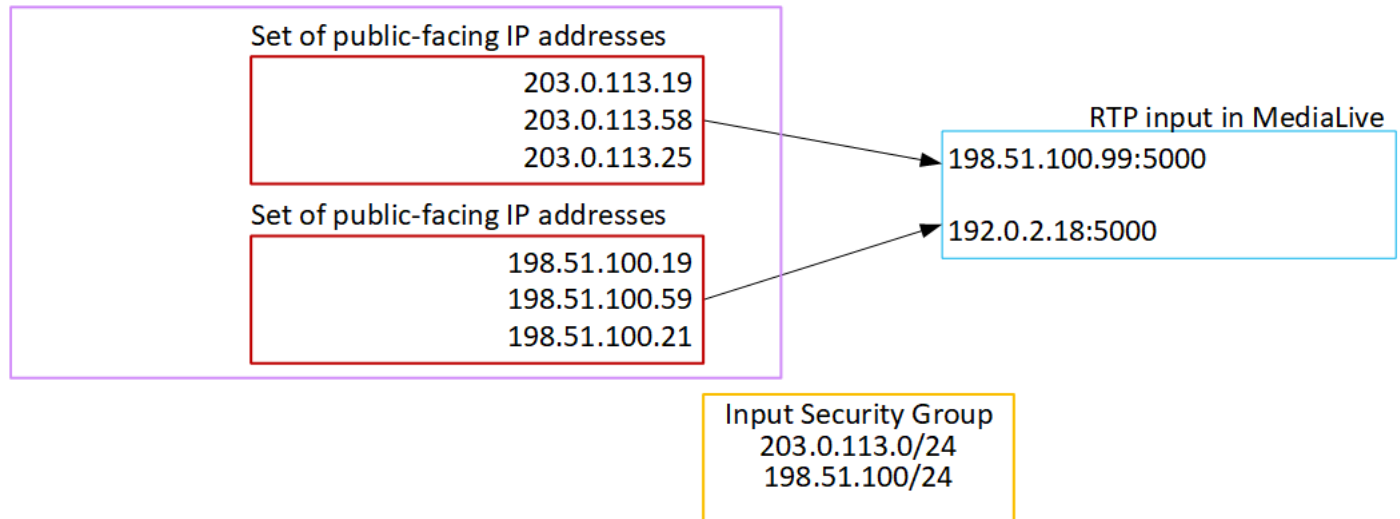 Set of public-facing IP addresses
203.0.113.19
203.0.113.58
203.0.113.25
Set of public-facing IP addresses
198.51.100.19
198.51.100.59
198.51.100.21
RTP input in MediaLive
198.51.100.99:5000
192.0.2.18:5000
Input Security Group
203.0.113.0/24
198.51.100/24